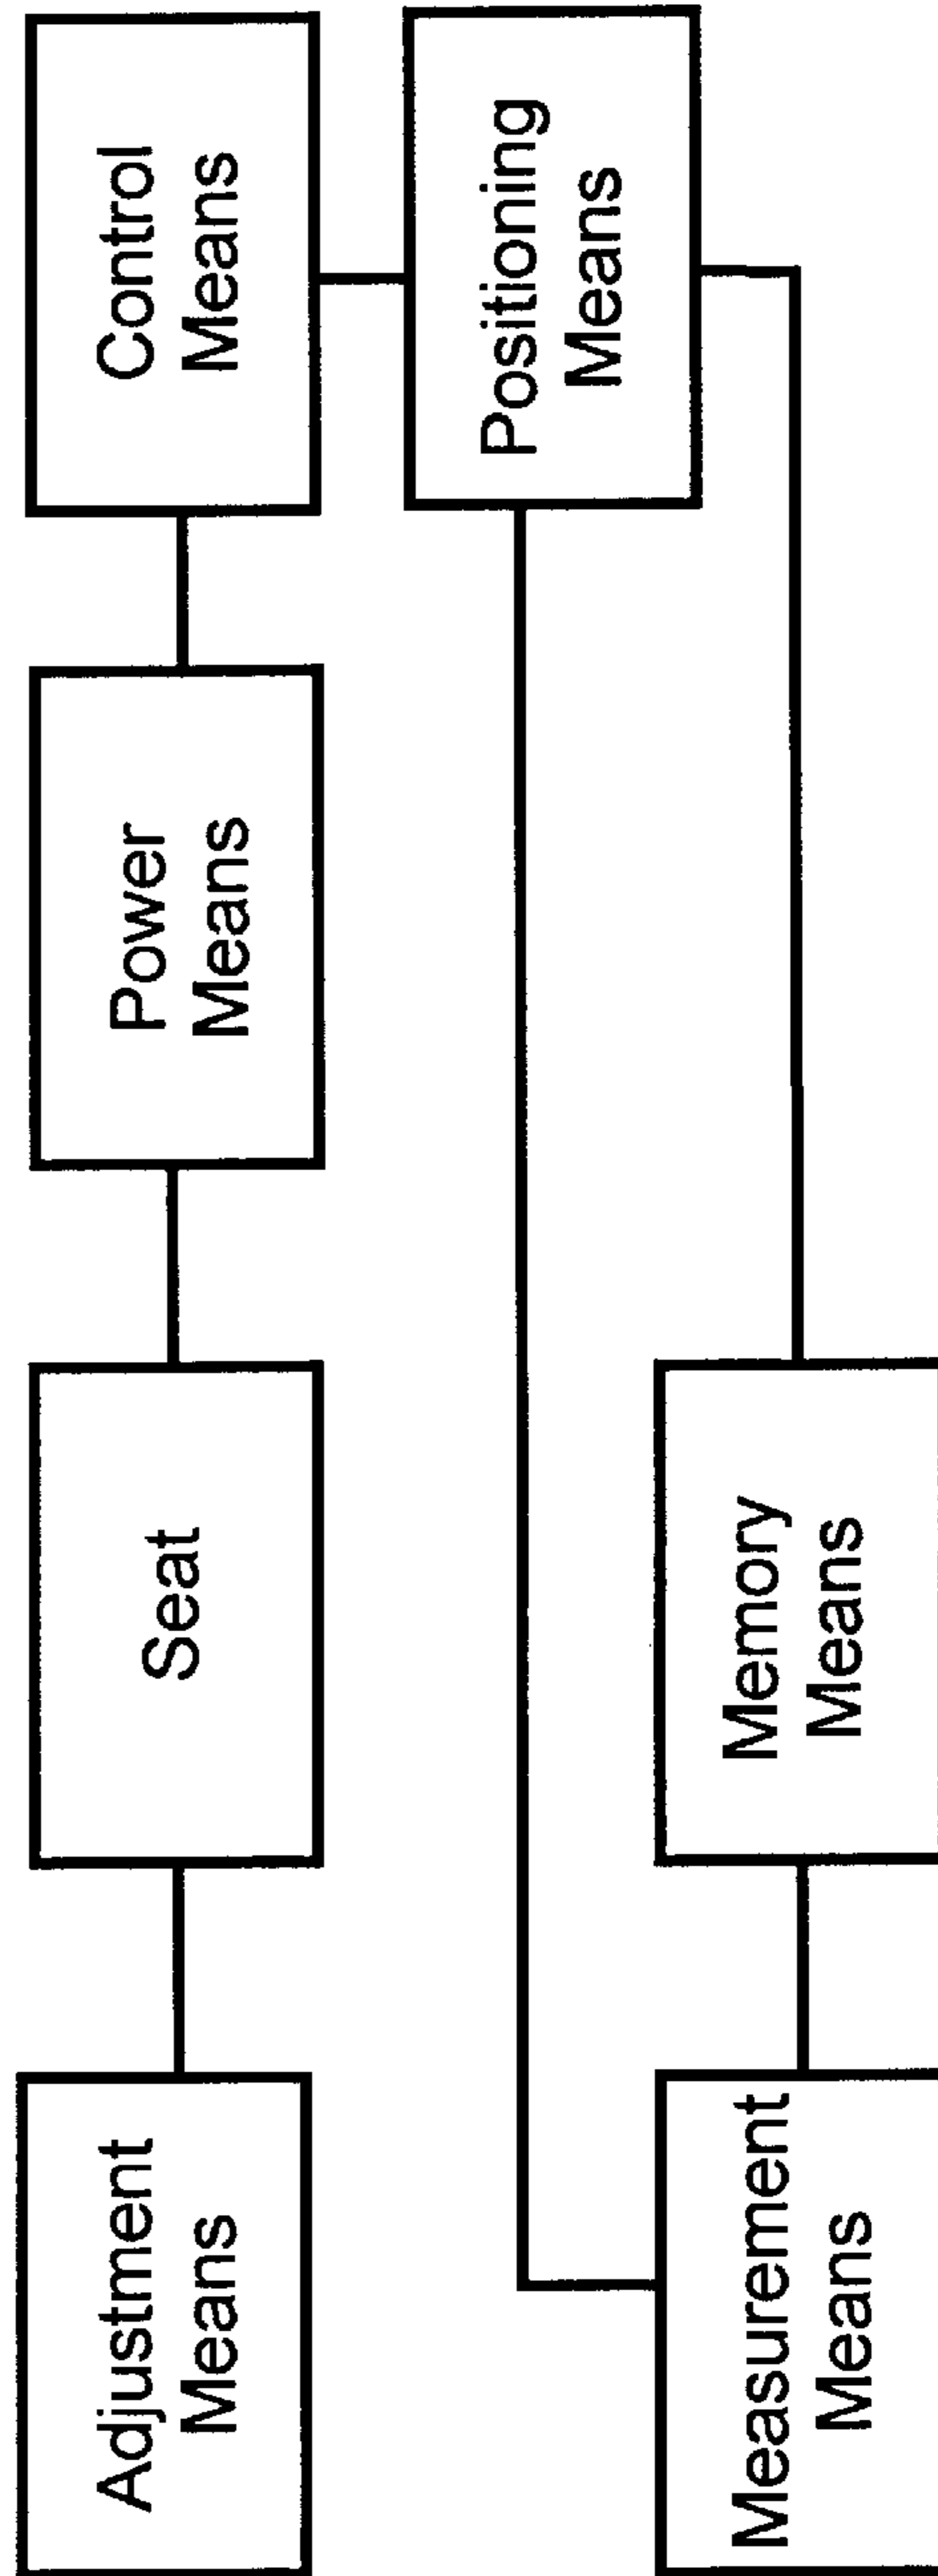 Adjustment
Means
Seat
Power
Means
Control
Means
Positioning
Means
Measurement
Means
Memory
Means